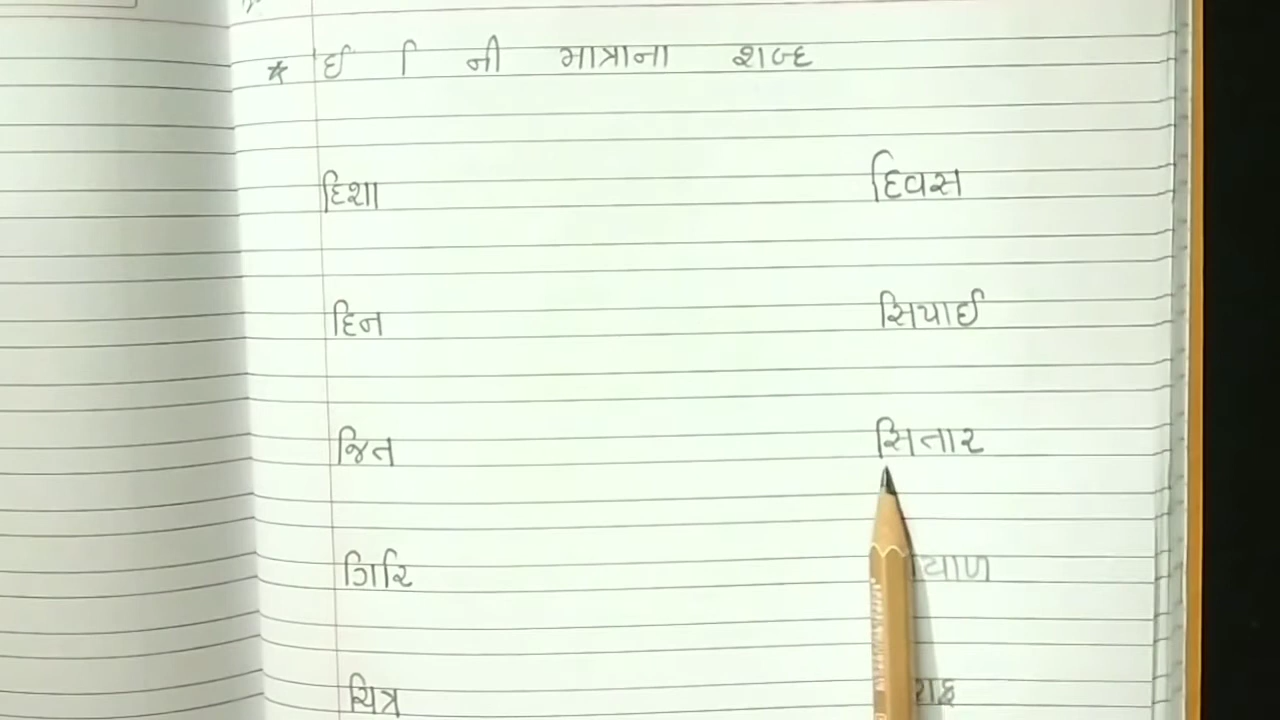 * ઈ િ ની માત્રાના શબ્દ
દિશા દિવસ
દિન સિપાઈ
જિત સિતાર
ગિરિ
ચિત્ર